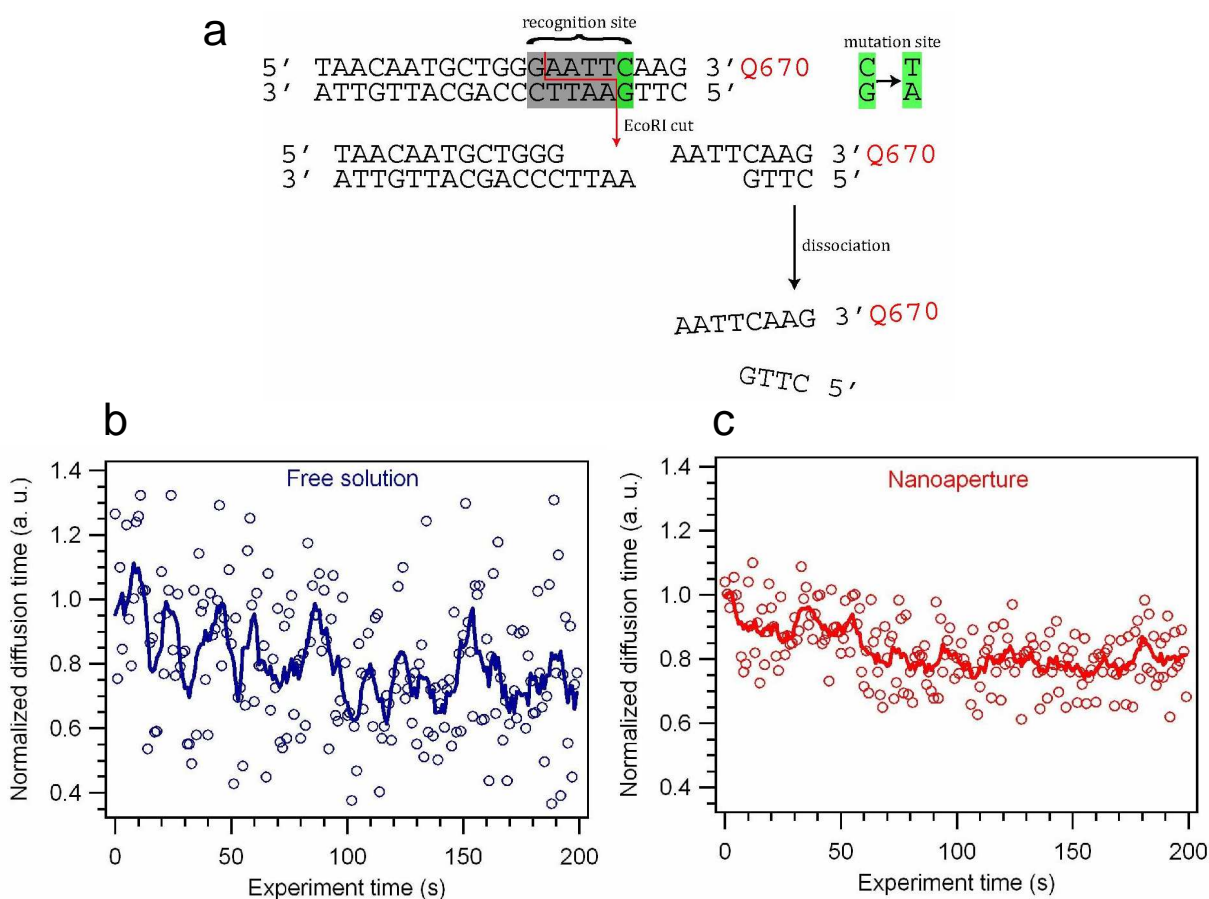 a
recognition site
mutation site
5′ TAACAATGCTGGGAATTCAAG 3′Q670
3′ ATTGTTACGACCCTTAAGTTC 5′
C T
G A
EcoRI cut
5′ TAACAATGCTGGG AATTCAAG 3′Q670
3′ ATTGTTACGACCCTTAA GTTC 5′
dissociation
AATTCAAG 3′Q670
GTTC 5′
b
Free solution
Normalized diffusion time (a. u.)
1.4
1.2
1.0
0.8
0.6
0.4
0 50 100 150 200
Experiment time (s)
c
Nanoaperture
Normalized diffusion time (a. u.)
1.4
1.2
1.0
0.8
0.6
0.4
0 50 100 150 200
Experiment time (s)